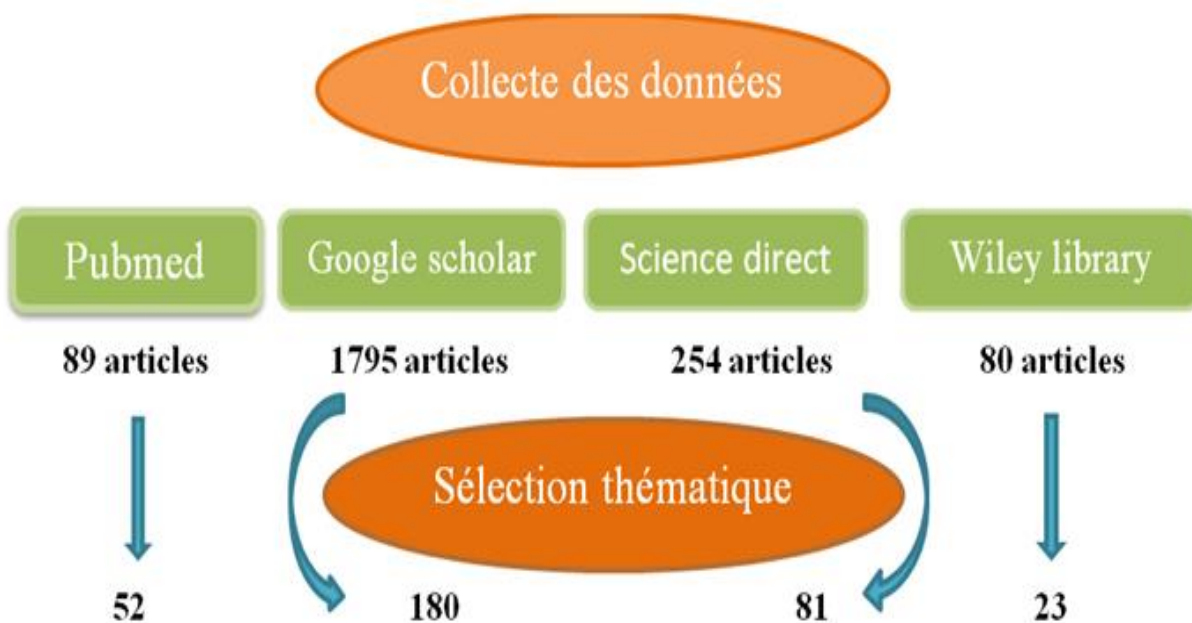 Collecte des données
Pubmed
Google scholar
Science direct
Wiley library
89 articles
1795 articles
254 articles
80 articles
Sélection thématique
52
180
81
23